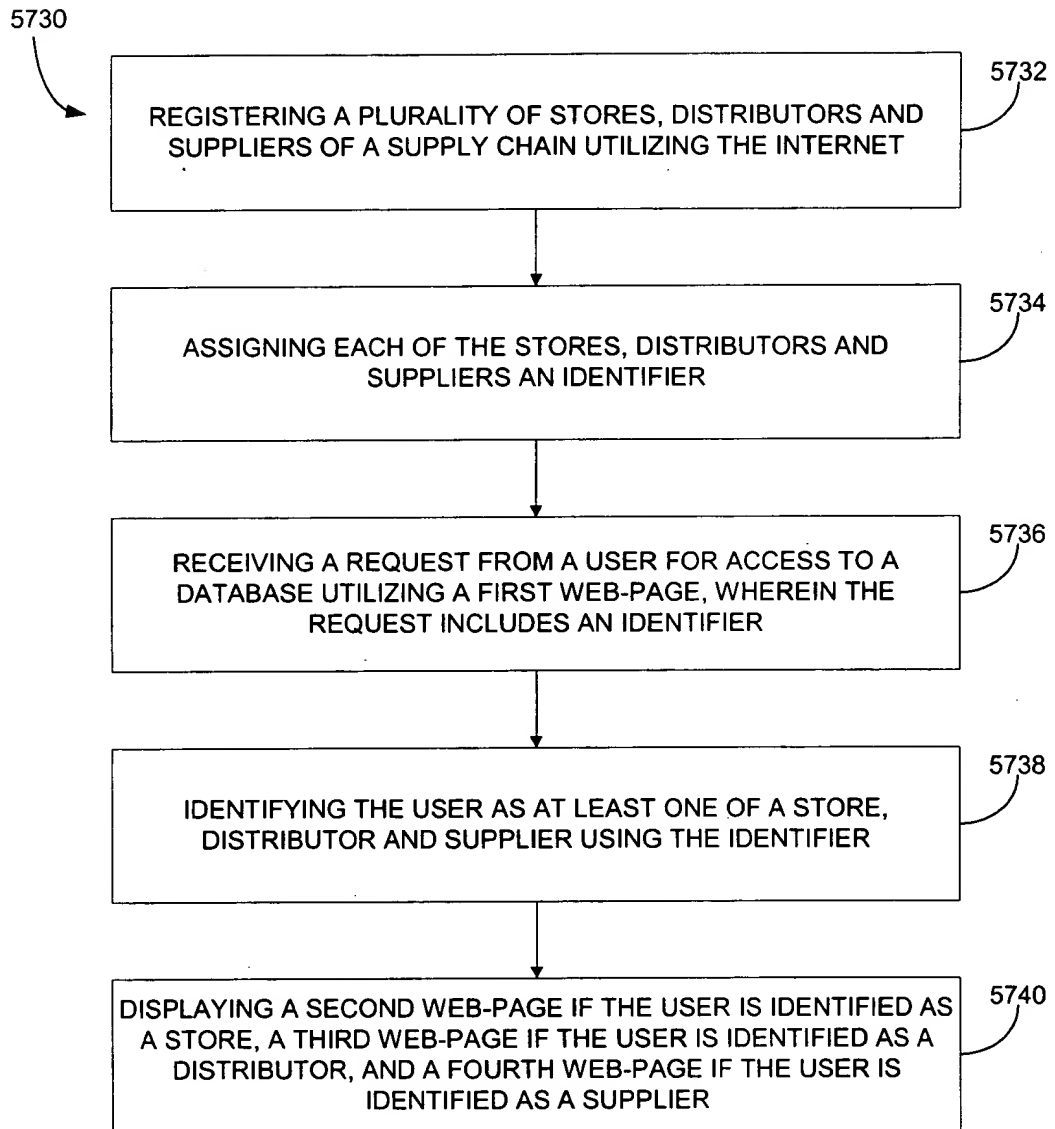 5730
5732
REGISTERING A PLURALITY OF STORES, DISTRIBUTORS AND
SUPPLIERS OF A SUPPLY CHAIN UTILIZING THE INTERNET
5734
ASSIGNING EACH OF THE STORES, DISTRIBUTORS AND
SUPPLIERS AN IDENTIFIER
5736
RECEIVING A REQUEST FROM A USER FOR ACCESS TO A
DATABASE UTILIZING A FIRST WEB-PAGE, WHEREIN THE
REQUEST INCLUDES AN IDENTIFIER
5738
IDENTIFYING THE USER AS AT LEAST ONE OF A STORE,
DISTRIBUTOR AND SUPPLIER USING THE IDENTIFIER
5740
DISPLAYING A SECOND WEB-PAGE IF THE USER IS IDENTIFIED AS
A STORE, A THIRD WEB-PAGE IF THE USER IS IDENTIFIED AS A
DISTRIBUTOR, AND A FOURTH WEB-PAGE IF THE USER IS
IDENTIFIED AS A SUPPLIER